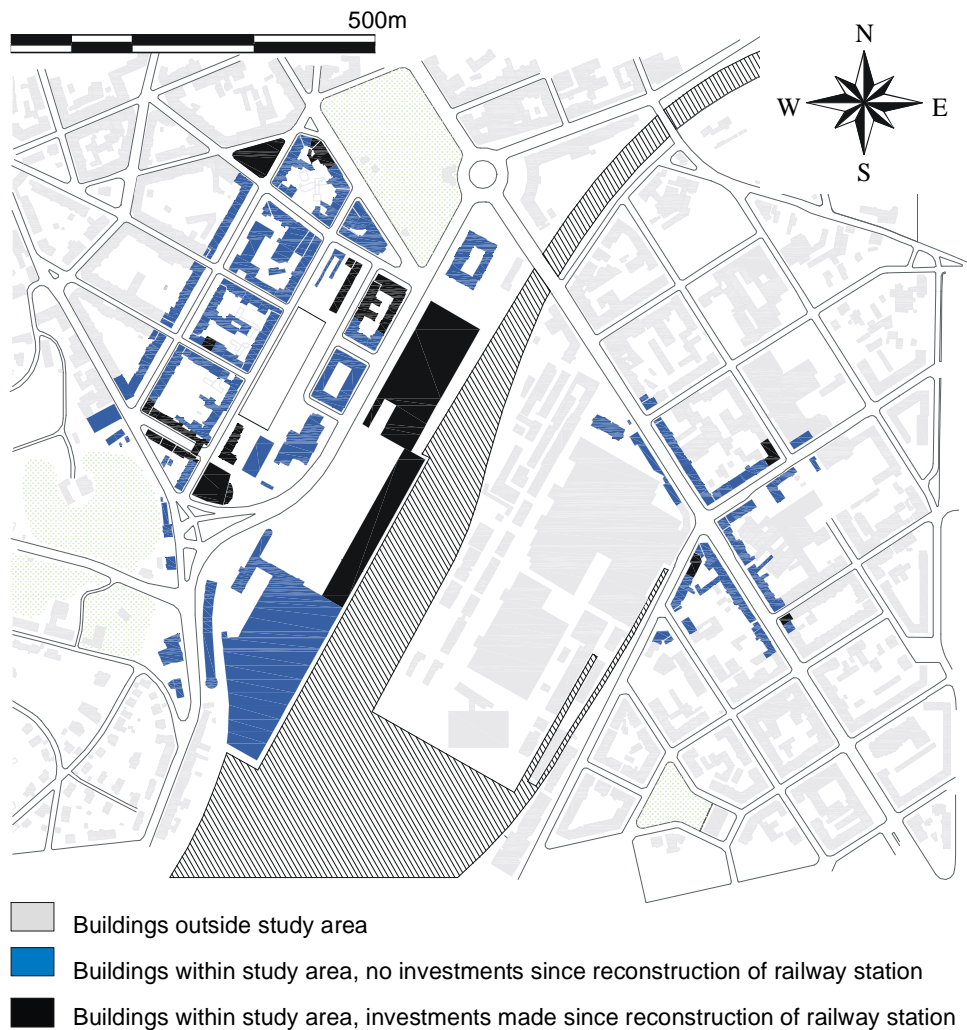 500m
N
W E
S
Buildings outside study area
Buildings within study area, no investments since reconstruction of railway station
Buildings within study area, investments made since reconstruction of railway station